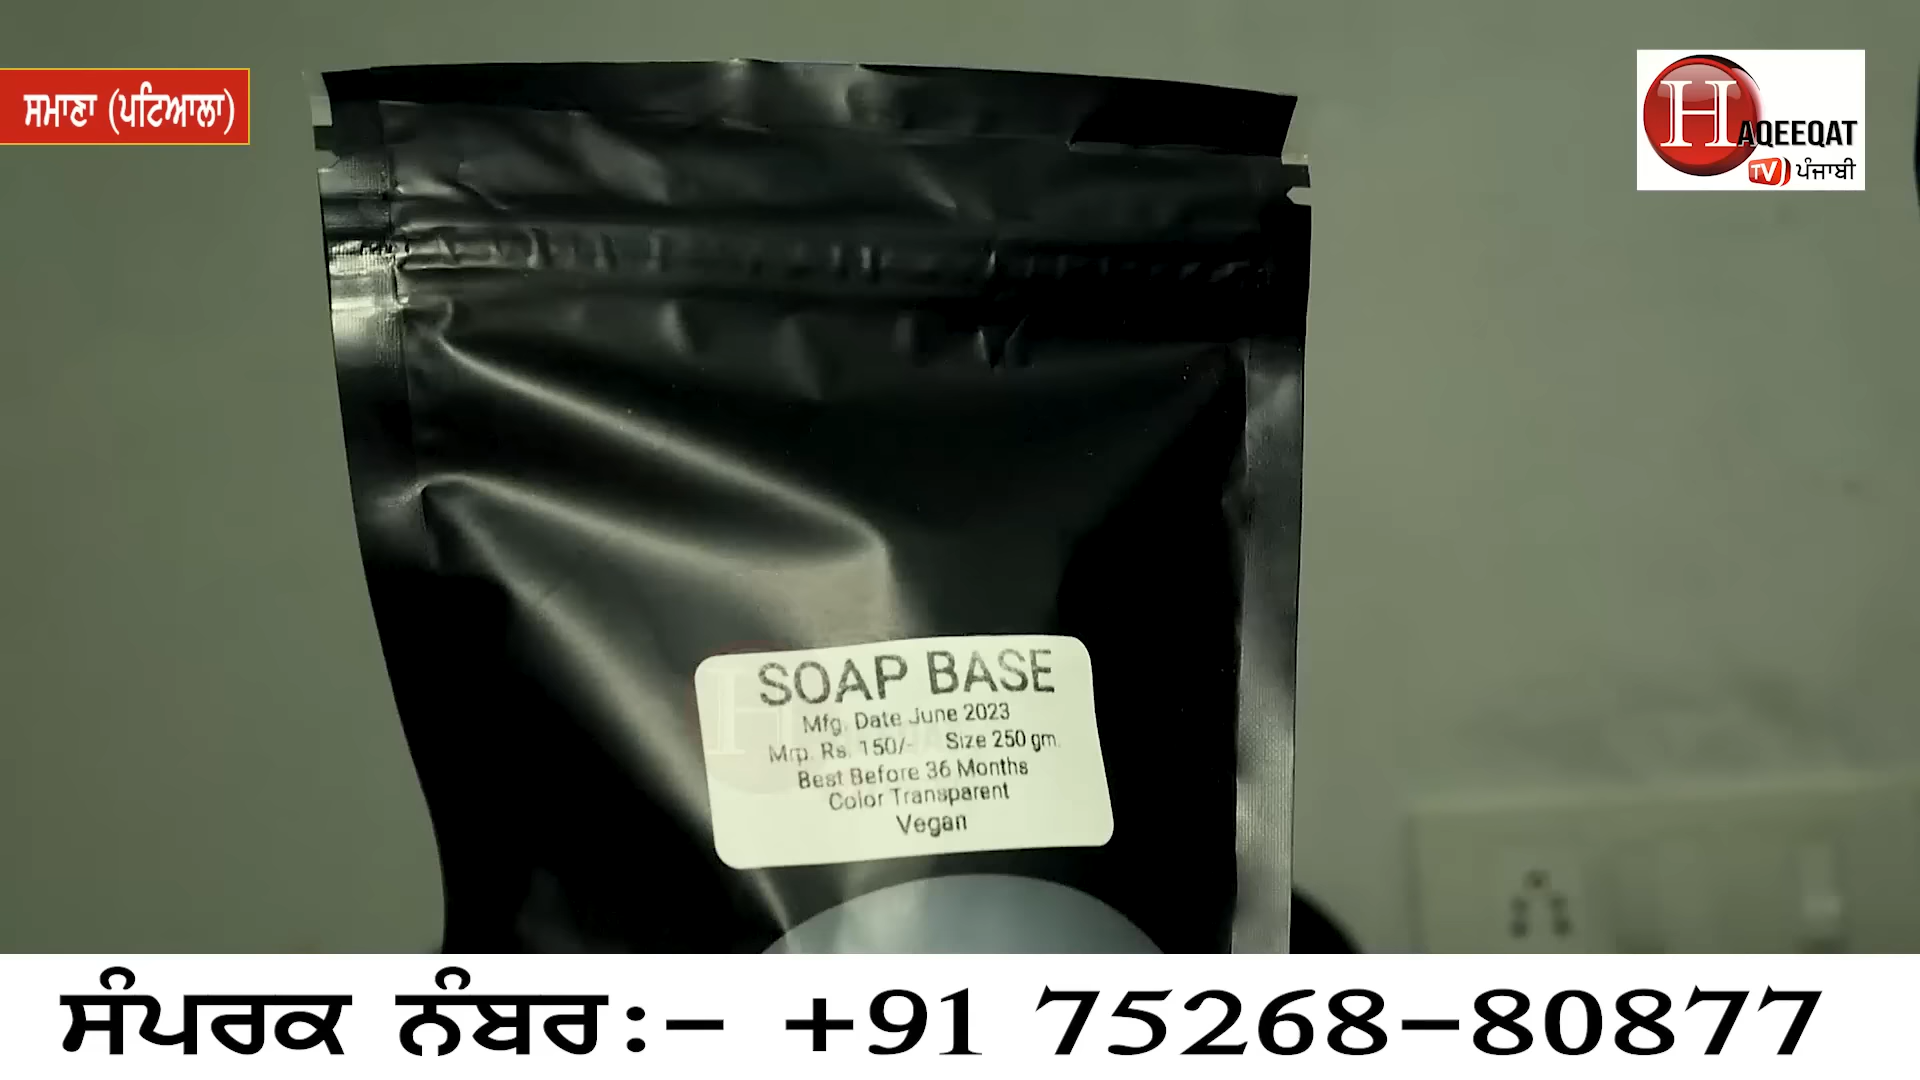 ਸਮਾਣਾ (ਪਟਿਆਲਾ)
HAQEEQAT
TV ਪੰਜਾਬੀ
SOAP BASE
Mfg. Date June 2023
Mrp. Rs. 150/- Size 250 gm.
Best Before 36 Months
Color Transparent
Vegan
ਸੰਪਰਕ ਨੰਬਰ:- +91 75268-80877